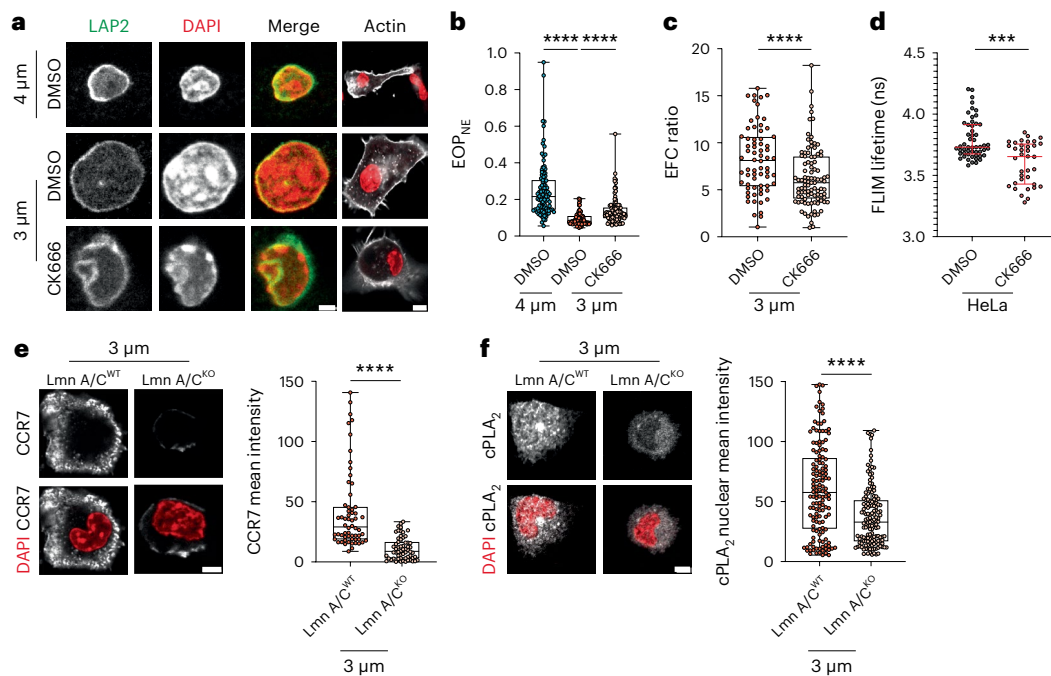 a
LAP2 DAPI Merge Actin
4 µm
DMSO
3 µm
DMSO
CK666
b
**** ****
EOP_NE
1.0
0.8
0.6
0.4
0.2
0
DMSO DMSO CK666
4 µm 3 µm
c
****
EFC ratio
20
15
10
5
0
DMSO CK666
3 µm
d
***
FLIM lifetime (ns)
4.5
4.0
3.5
3.0
DMSO CK666
HeLa
e
3 µm
Lmn A/C^WT Lmn A/C^KO
CCR7
DAPI CCR7
****
CCR7 mean intensity
150
100
50
0
Lmn A/C^WT Lmn A/C^KO
3 µm
f
3 µm
Lmn A/C^WT Lmn A/C^KO
cPLA₂
DAPI cPLA₂
****
cPLA₂ nuclear mean intensity
150
100
50
0
Lmn A/C^WT Lmn A/C^KO
3 µm